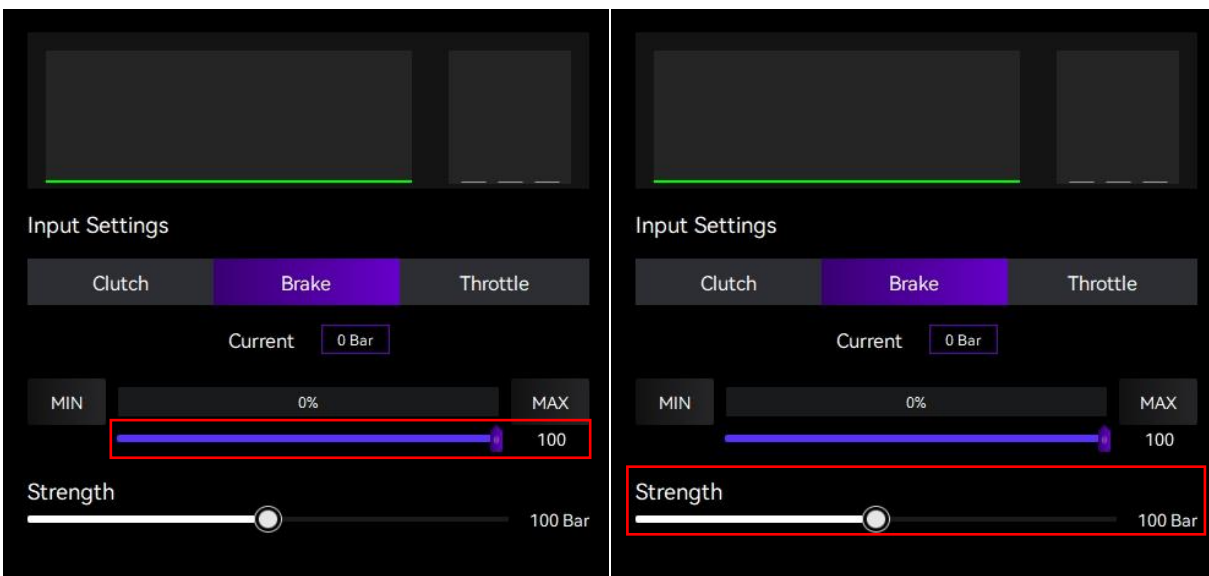 Input Settings
Clutch Brake Throttle
Current 0 Bar
MIN 0% MAX
100
Strength
100 Bar
Input Settings
Clutch Brake Throttle
Current 0 Bar
MIN 0% MAX
100
Strength
100 Bar